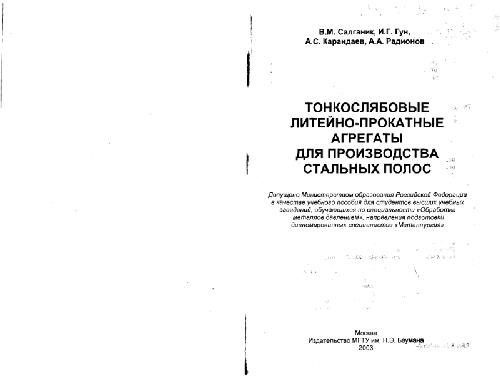 В.М. Салганик, И.Г. Гун,
А.С. Карандаев, А.А. Радионов
ТОНКОСЛЯБОВЫЕ
ЛИТЕЙНО-ПРОКАТНЫЕ
АГРЕГАТЫ
ДЛЯ ПРОИЗВОДСТВА
СТАЛЬНЫХ ПОЛОС
Допущено Министерством образования Российской Федерации
в качестве учебного пособия для студентов высших учебных
заведений, обучающихся по специальности «Обработка
металлов давлением», направления подготовки
дипломированных специалистов «Металлургия»
Москва
Издательство МГТУ им. Н.Э. Баумана
2003